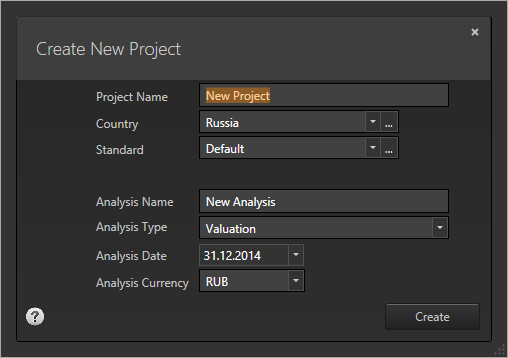 Create New Project
Project Name New Project
Country Russia ...
Standard Default ...
Analysis Name New Analysis
Analysis Type Valuation
Analysis Date 31.12.2014
Analysis Currency RUB
? Create